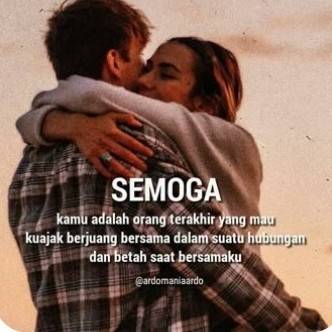 SEMOGA
kamu adalah orang terakhir yang mau
kuajak berjuang bersama dalam suatu hubungan
dan betah saat bersamaku
@ardomaniaardo